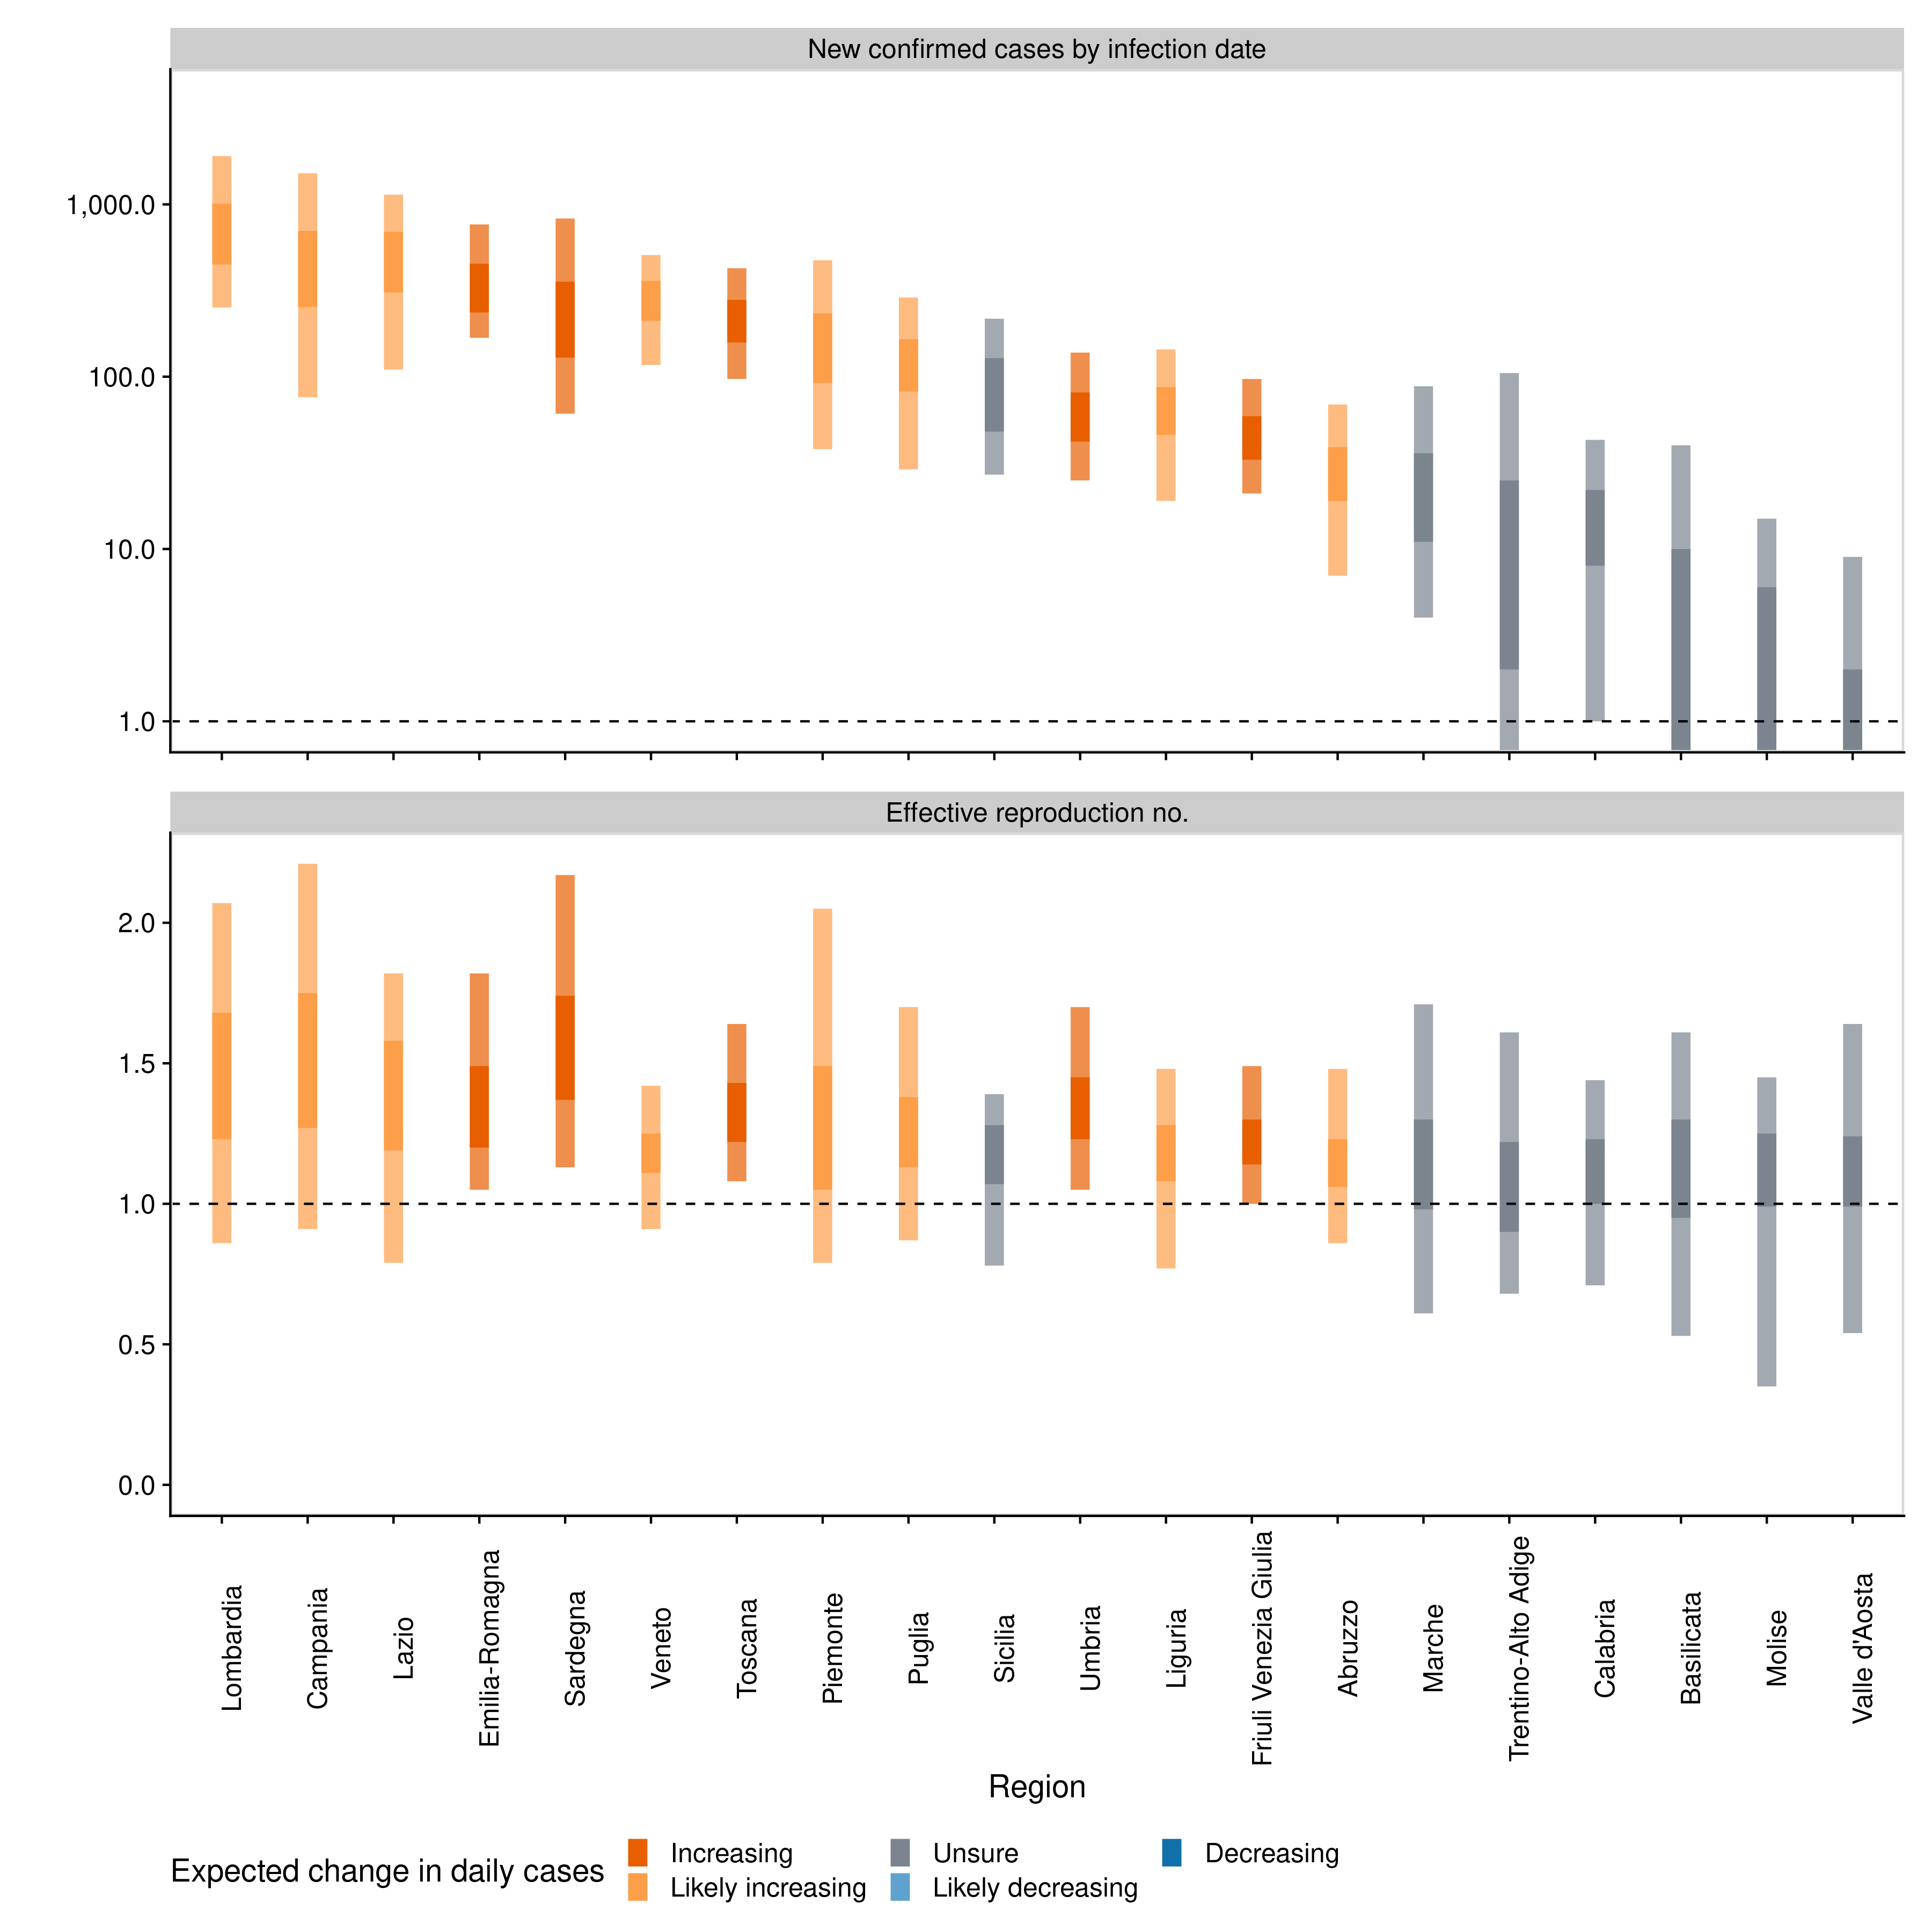 New confirmed cases by infection date
1,000.0
100.0
10.0
1.0
Effective reproduction no.
2.0
1.5
1.0
0.5
0.0
Lombardia
Campania
Lazio
Emilia-Romagna
Sardegna
Veneto
Toscana
Piemonte
Puglia
Sicilia
Umbria
Liguria
Friuli Venezia Giulia
Abruzzo
Marche
Trentino-Alto Adige
Calabria
Basilicata
Molise
Valle d'Aosta
Region
Expected change in daily cases
Increasing
Likely increasing
Unsure
Likely decreasing
Decreasing